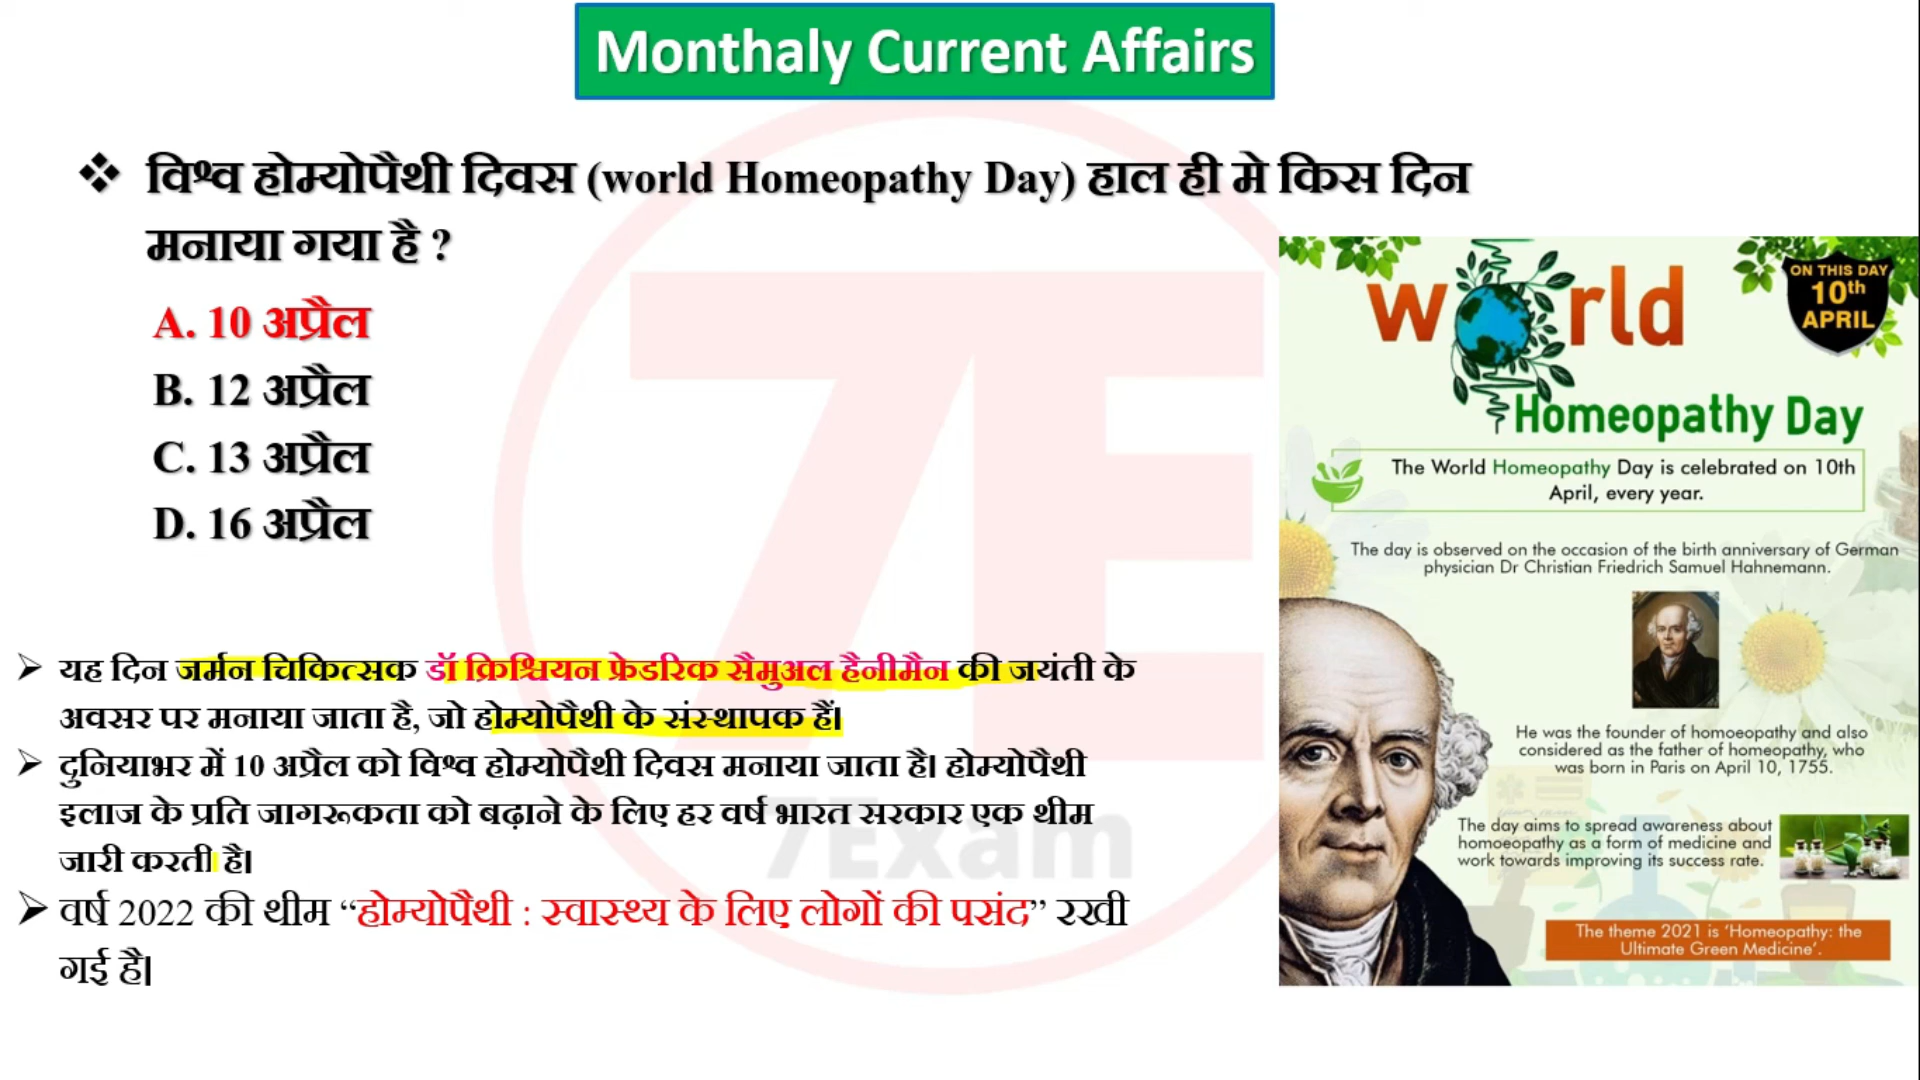 Monthaly Current Affairs
❖ विश्व होम्योपैथी दिवस (world Homeopathy Day) हाल ही मे किस दिन
मनाया गया है ?
A. 10 अप्रैल
B. 12 अप्रैल
C. 13 अप्रैल
D. 16 अप्रैल
➢ यह दिन जर्मन चिकित्सक डॉ क्रिश्चियन फ्रेडरिक सैमुअल हैनीमैन की जयंती के
अवसर पर मनाया जाता है, जो होम्योपैथी के संस्थापक हैं।
➢ दुनियाभर में 10 अप्रैल को विश्व होम्योपैथी दिवस मनाया जाता है। होम्योपैथी
इलाज के प्रति जागरूकता को बढ़ाने के लिए हर वर्ष भारत सरकार एक थीम
जारी करती है।
➢ वर्ष 2022 की थीम “होम्योपैथी : स्वास्थ्य के लिए लोगों की पसंद” रखी
गई है।
7E
7Exam
world
ON THIS DAY
10th
APRIL
Homeopathy Day
The World Homeopathy Day is celebrated on 10th
April, every year.
The day is observed on the occasion of the birth anniversary of German
physician Dr Christian Friedrich Samuel Hahnemann.
He was the founder of homoeopathy and also
considered as the father of homeopathy, who
was born in Paris on April 10, 1755.
The day aims to spread awareness about
homoeopathy as a form of medicine and
work towards improving its success rate.
The theme 2021 is ‘Homeopathy: the
Ultimate Green Medicine’.